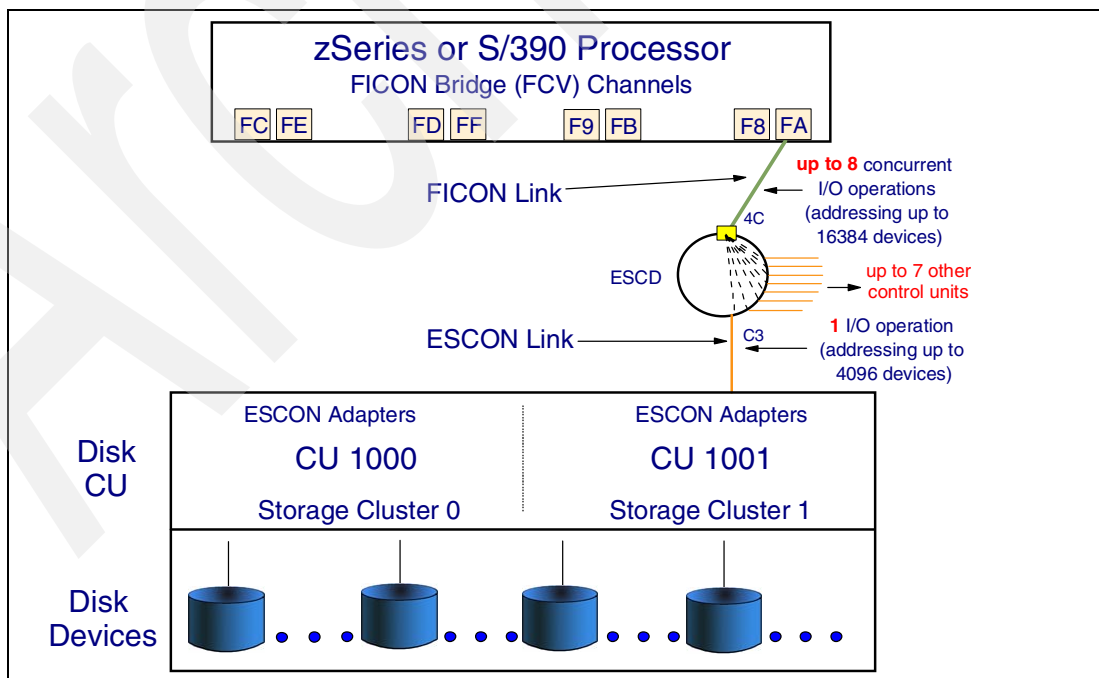 zSeries or S/390 Processor
FICON Bridge (FCV) Channels
FC FE FD FF F9 FB F8 FA
FICON Link
up to 8 concurrent
I/O operations
(addressing up to
16384 devices)
4C
ESCD
up to 7 other
control units
ESCON Link
C3
1 I/O operation
(addressing up to
4096 devices)
Disk
CU
ESCON Adapters
CU 1000
Storage Cluster 0
ESCON Adapters
CU 1001
Storage Cluster 1
Disk
Devices